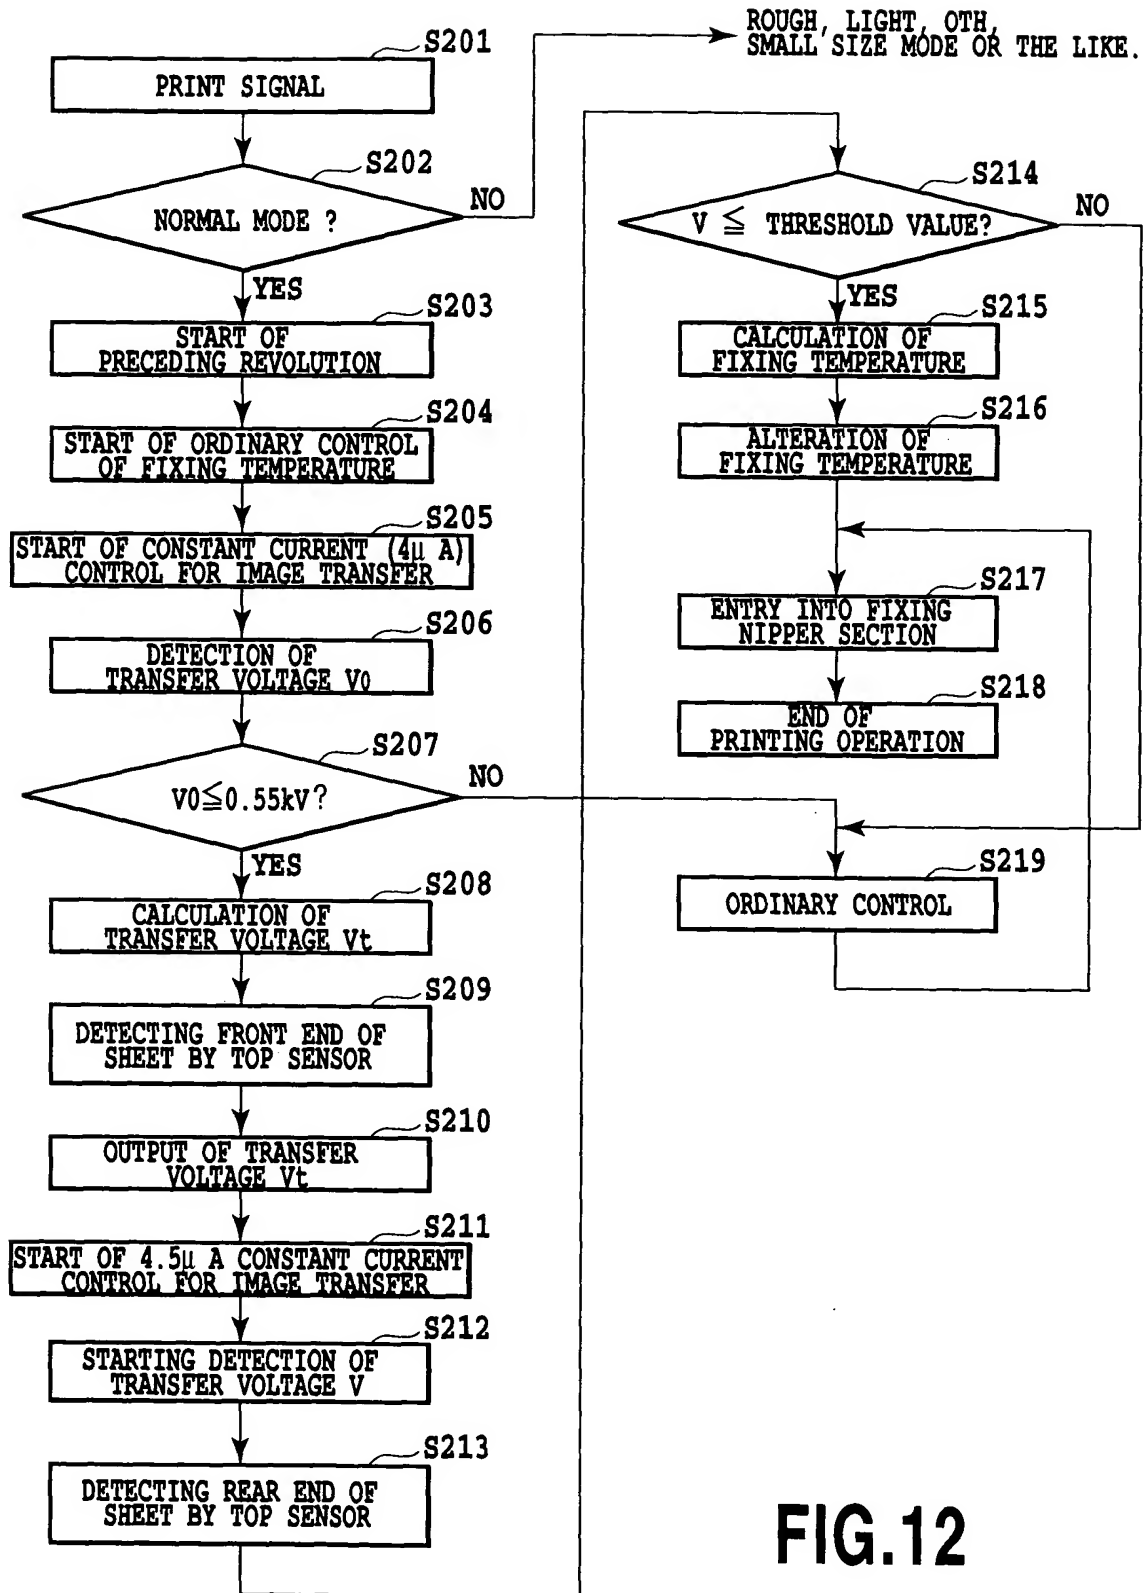 ROUGH, LIGHT, OTH,
SMALL SIZE MODE OR THE LIKE.
S201
PRINT SIGNAL
S202
NORMAL MODE ?
NO
YES
S203
START OF
PRECEDING REVOLUTION
S204
START OF ORDINARY CONTROL
OF FIXING TEMPERATURE
S205
START OF CONSTANT CURRENT (4μ A)
CONTROL FOR IMAGE TRANSFER
S206
DETECTION OF
TRANSFER VOLTAGE V0
S207
V0≦0.55kV?
NO
YES
S208
CALCULATION OF
TRANSFER VOLTAGE Vt
S209
DETECTING FRONT END OF
SHEET BY TOP SENSOR
S210
OUTPUT OF TRANSFER
VOLTAGE Vt
S211
START OF 4.5μ A CONSTANT CURRENT
CONTROL FOR IMAGE TRANSFER
S212
STARTING DETECTION OF
TRANSFER VOLTAGE V
S213
DETECTING REAR END OF
SHEET BY TOP SENSOR
S214
V ≦ THRESHOLD VALUE?
NO
YES
S215
CALCULATION OF
FIXING TEMPERATURE
S216
ALTERATION OF
FIXING TEMPERATURE
S217
ENTRY INTO FIXING
NIPPER SECTION
S218
END OF
PRINTING OPERATION
S219
ORDINARY CONTROL
FIG.12